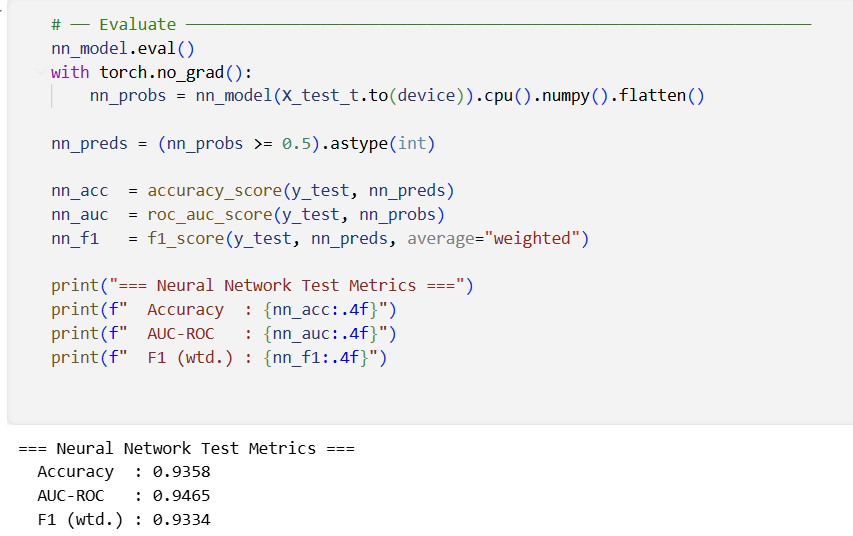 # —— Evaluate ————————————————————————————————
nn_model.eval()
with torch.no_grad():
    nn_probs = nn_model(X_test_t.to(device)).cpu().numpy().flatten()
nn_preds = (nn_probs >= 0.5).astype(int)
nn_acc  = accuracy_score(y_test, nn_preds)
nn_auc  = roc_auc_score(y_test, nn_probs)
nn_f1   = f1_score(y_test, nn_preds, average="weighted")
print("=== Neural Network Test Metrics ===")
print(f"  Accuracy  : {nn_acc:.4f}")
print(f"  AUC-ROC   : {nn_auc:.4f}")
print(f"  F1 (wtd.) : {nn_f1:.4f}")
=== Neural Network Test Metrics ===
  Accuracy  : 0.9358
  AUC-ROC   : 0.9465
  F1 (wtd.) : 0.9334